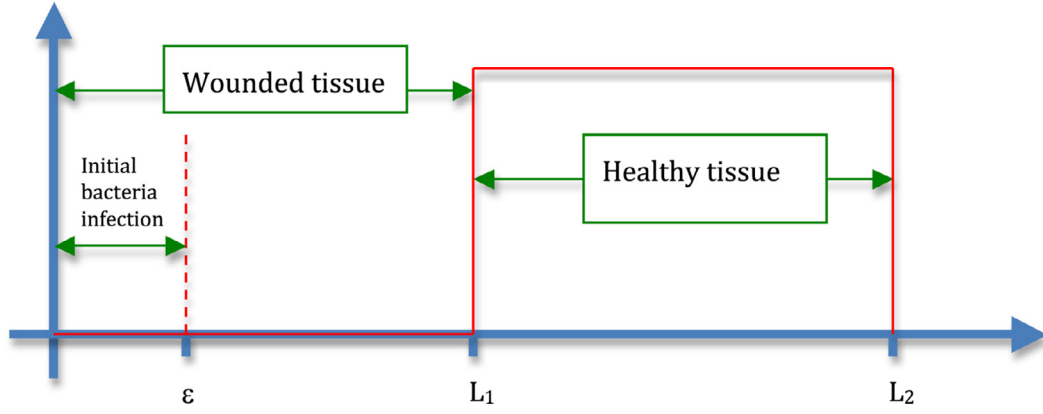 Wounded tissue
Healthy tissue
Initial
bacteria
infection
ε
L₁
L₂